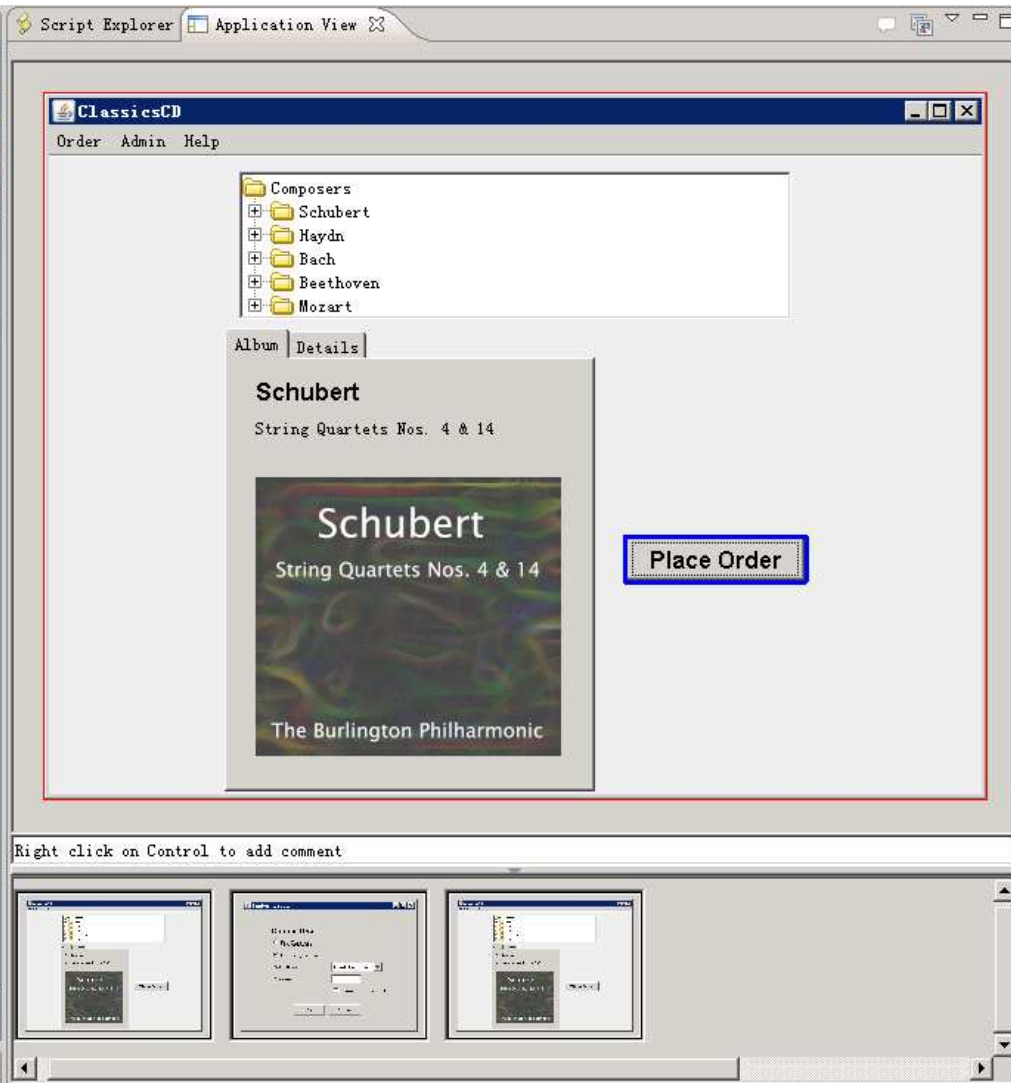 Script Explorer Application View
ClassicsCD
Order Admin Help
Composers
Schubert
Haydn
Bach
Beethoven
Mozart
Album Details
Schubert
String Quartets Nos. 4 & 14
Schubert
String Quartets Nos. 4 & 14
The Burlington Philharmonic
Place Order
Right click on Control to add comment